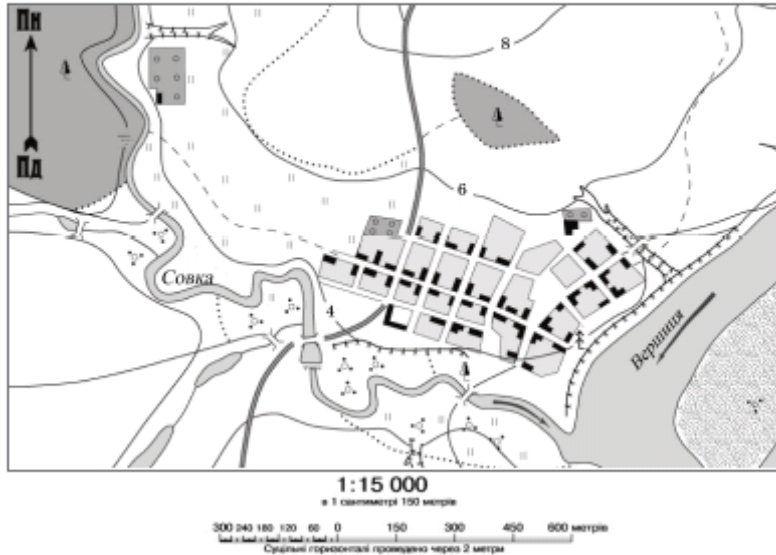 Пн
8
Пд
6
Совка
4
Вершиця
1:15 000
в 1 сантиметрі 150 метрів
300 240 180 120 60 0 150 300 450 600 метрів
Суцільні горизонталі проведено через 2 метри